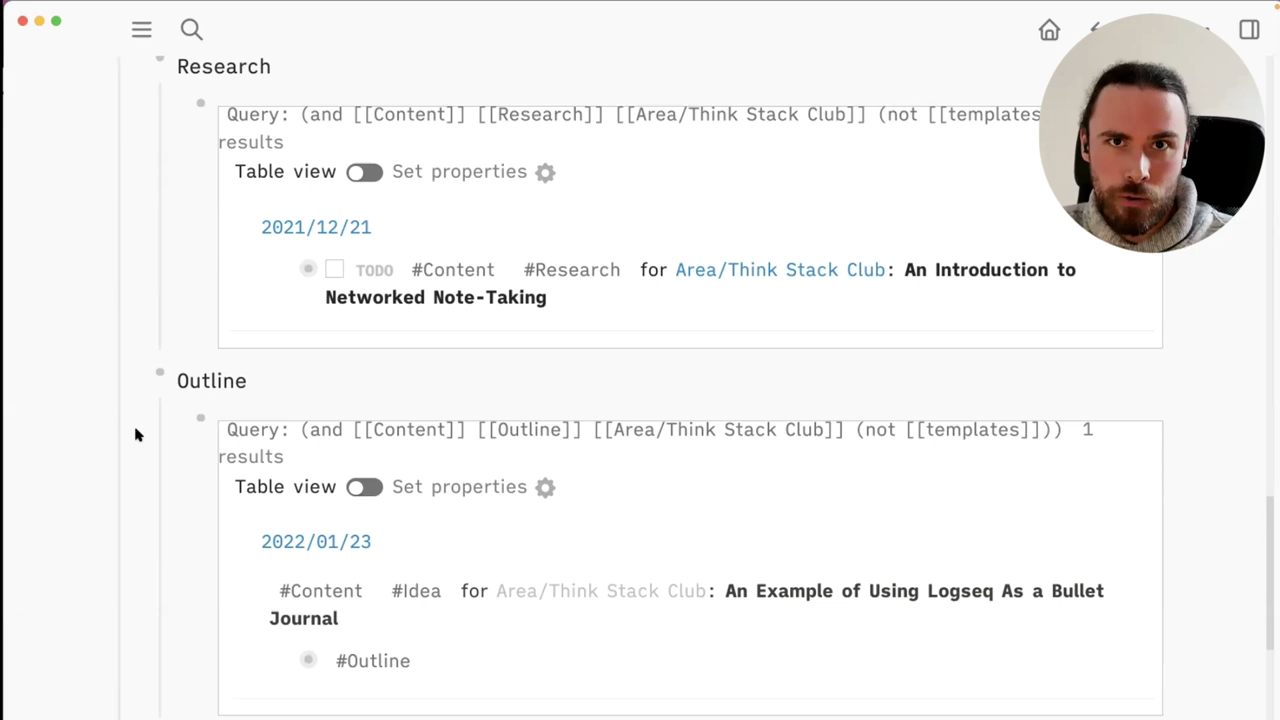 Research
Query: (and [[Content]] [[Research]] [[Area/Think Stack Club]] (not [[templates
results
Table view Set properties
2021/12/21
TODO #Content #Research for Area/Think Stack Club: An Introduction to
Networked Note-Taking
Outline
Query: (and [[Content]] [[Outline]] [[Area/Think Stack Club]] (not [[templates]])) 1
results
Table view Set properties
2022/01/23
#Content #Idea for Area/Think Stack Club: An Example of Using Logseq As a Bullet
Journal
#Outline